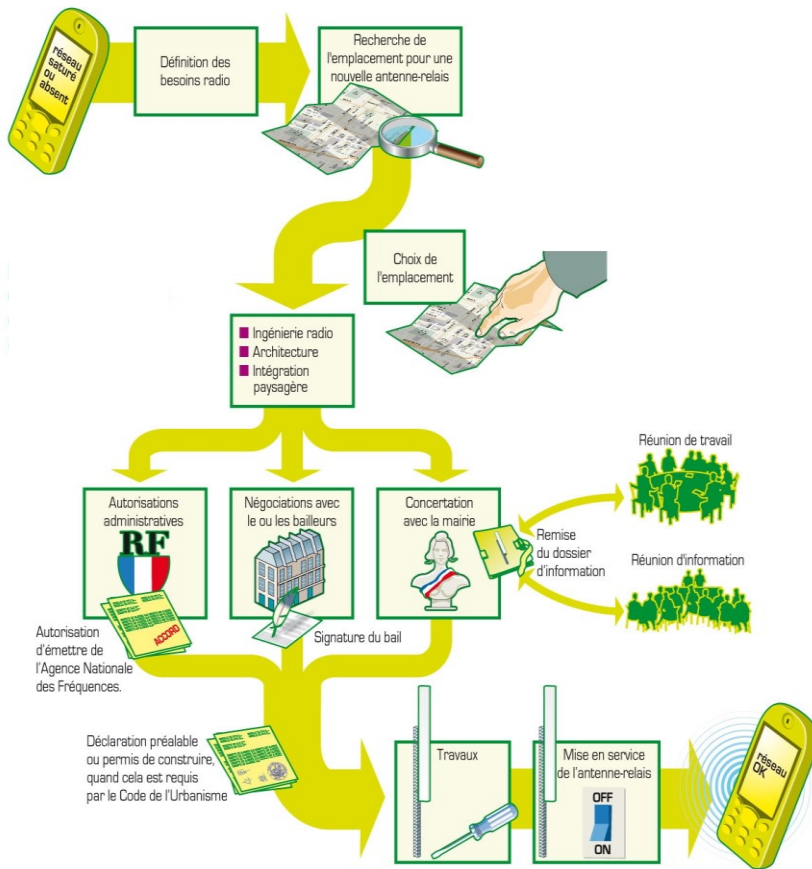 réseau
saturé
ou
absent
Définition des
besoins radio
Recherche de
l'emplacement pour une
nouvelle antenne-relais
Choix de
l'emplacement
Ingénierie radio
Architecture
Intégration
paysagère
Autorisations
administratives
RF
ACCORD
Autorisation
d'émettre de
l'Agence Nationale
des Fréquences.
Négociations avec
le ou les bailleurs
Signature du bail
Concertation
avec la mairie
Remise
du dossier
d'information
Réunion de travail
Réunion d'information
Déclaration préalable
ou permis de construire,
quand cela est requis
par le Code de l'Urbanisme
Travaux
Mise en service
de l'antenne-relais
OFF
ON
réseau
OK